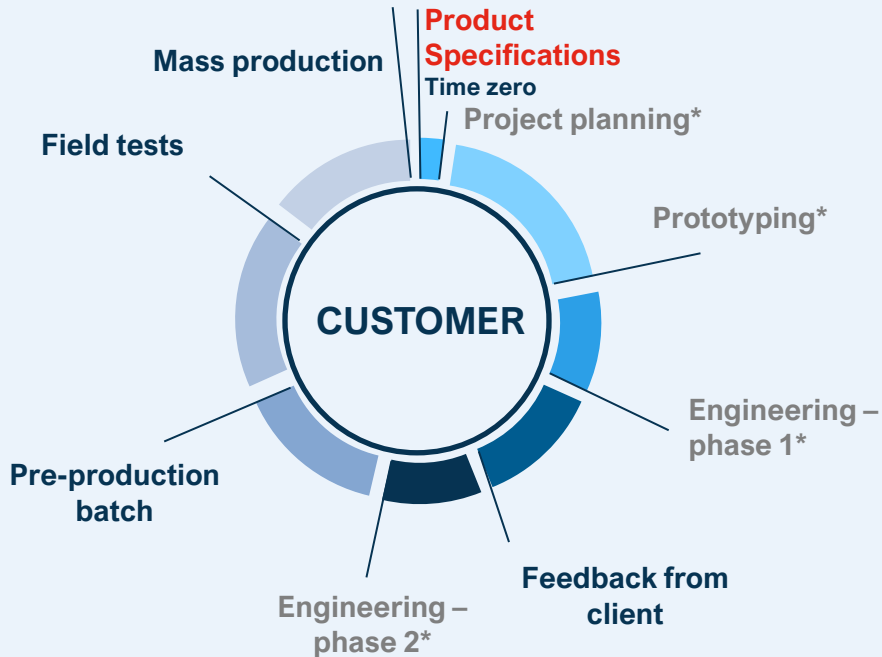 Product
Specifications
Time zero
Project planning*
Prototyping*
Engineering –
phase 1*
Feedback from
client
Engineering –
phase 2*
Pre-production
batch
Field tests
Mass production
CUSTOMER